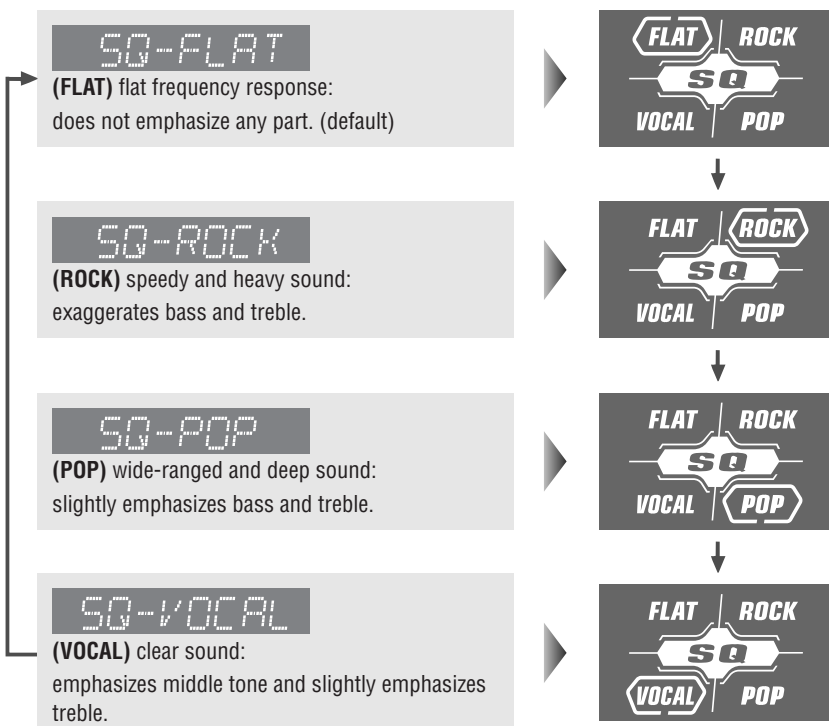 SQ-FLAT
(FLAT) flat frequency response:
does not emphasize any part. (default)
FLAT ROCK
SQ
VOCAL POP
SQ-ROCK
(ROCK) speedy and heavy sound:
exaggerates bass and treble.
FLAT ROCK
SQ
VOCAL POP
SQ-POP
(POP) wide-ranged and deep sound:
slightly emphasizes bass and treble.
FLAT ROCK
SQ
VOCAL POP
SQ-VOCAL
(VOCAL) clear sound:
emphasizes middle tone and slightly emphasizes
treble.
FLAT ROCK
SQ
VOCAL POP